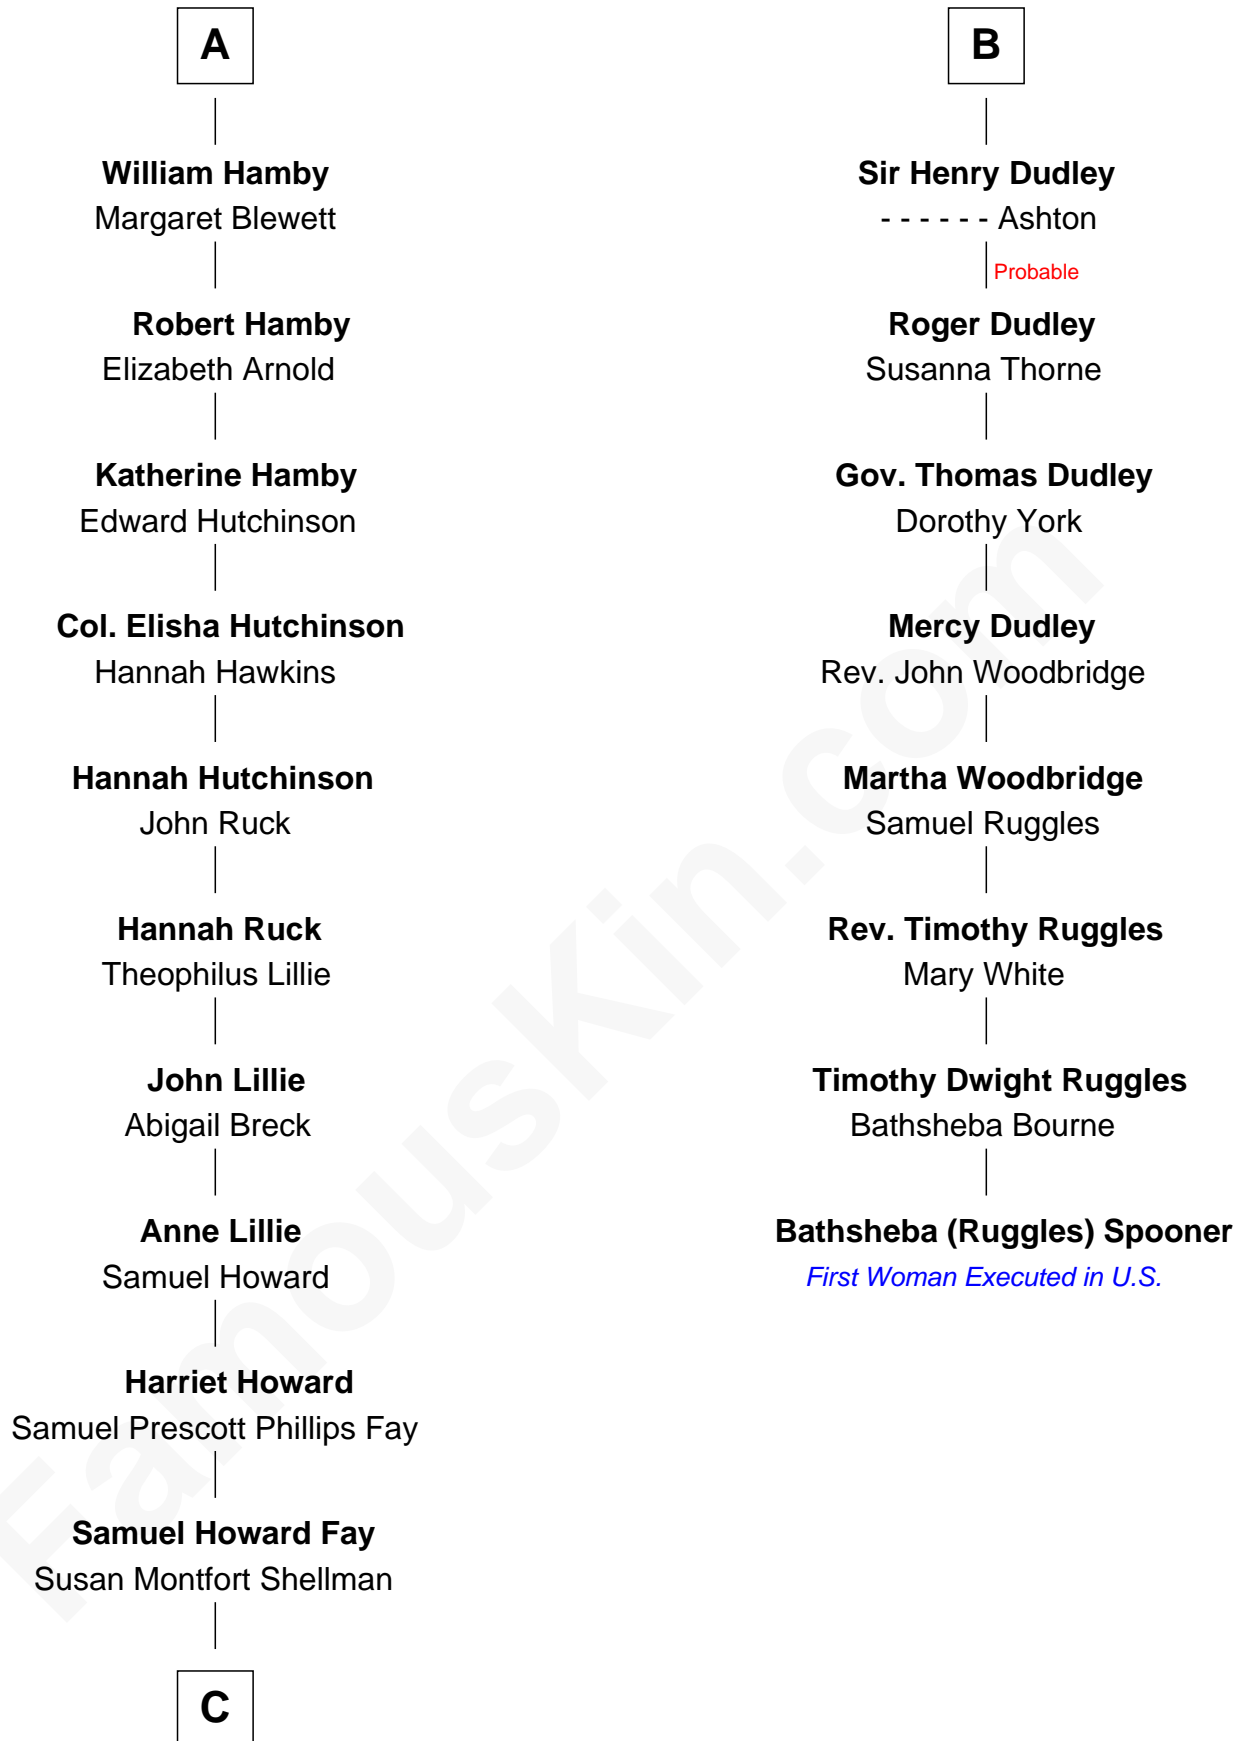 A
William Hamby
Margaret Blewett
Robert Hamby
Elizabeth Arnold
Katherine Hamby
Edward Hutchinson
Col. Elisha Hutchinson
Hannah Hawkins
Hannah Hutchinson
John Ruck
Hannah Ruck
Theophilus Lillie
John Lillie
Abigail Breck
Anne Lillie
Samuel Howard
Harriet Howard
Samuel Prescott Phillips Fay
Samuel Howard Fay
Susan Montfort Shellman
C
B
Sir Henry Dudley
- - - - - - Ashton
Probable
Roger Dudley
Susanna Thorne
Gov. Thomas Dudley
Dorothy York
Mercy Dudley
Rev. John Woodbridge
Martha Woodbridge
Samuel Ruggles
Rev. Timothy Ruggles
Mary White
Timothy Dwight Ruggles
Bathsheba Bourne
Bathsheba (Ruggles) Spooner
First Woman Executed in U.S.
FamousKin.com